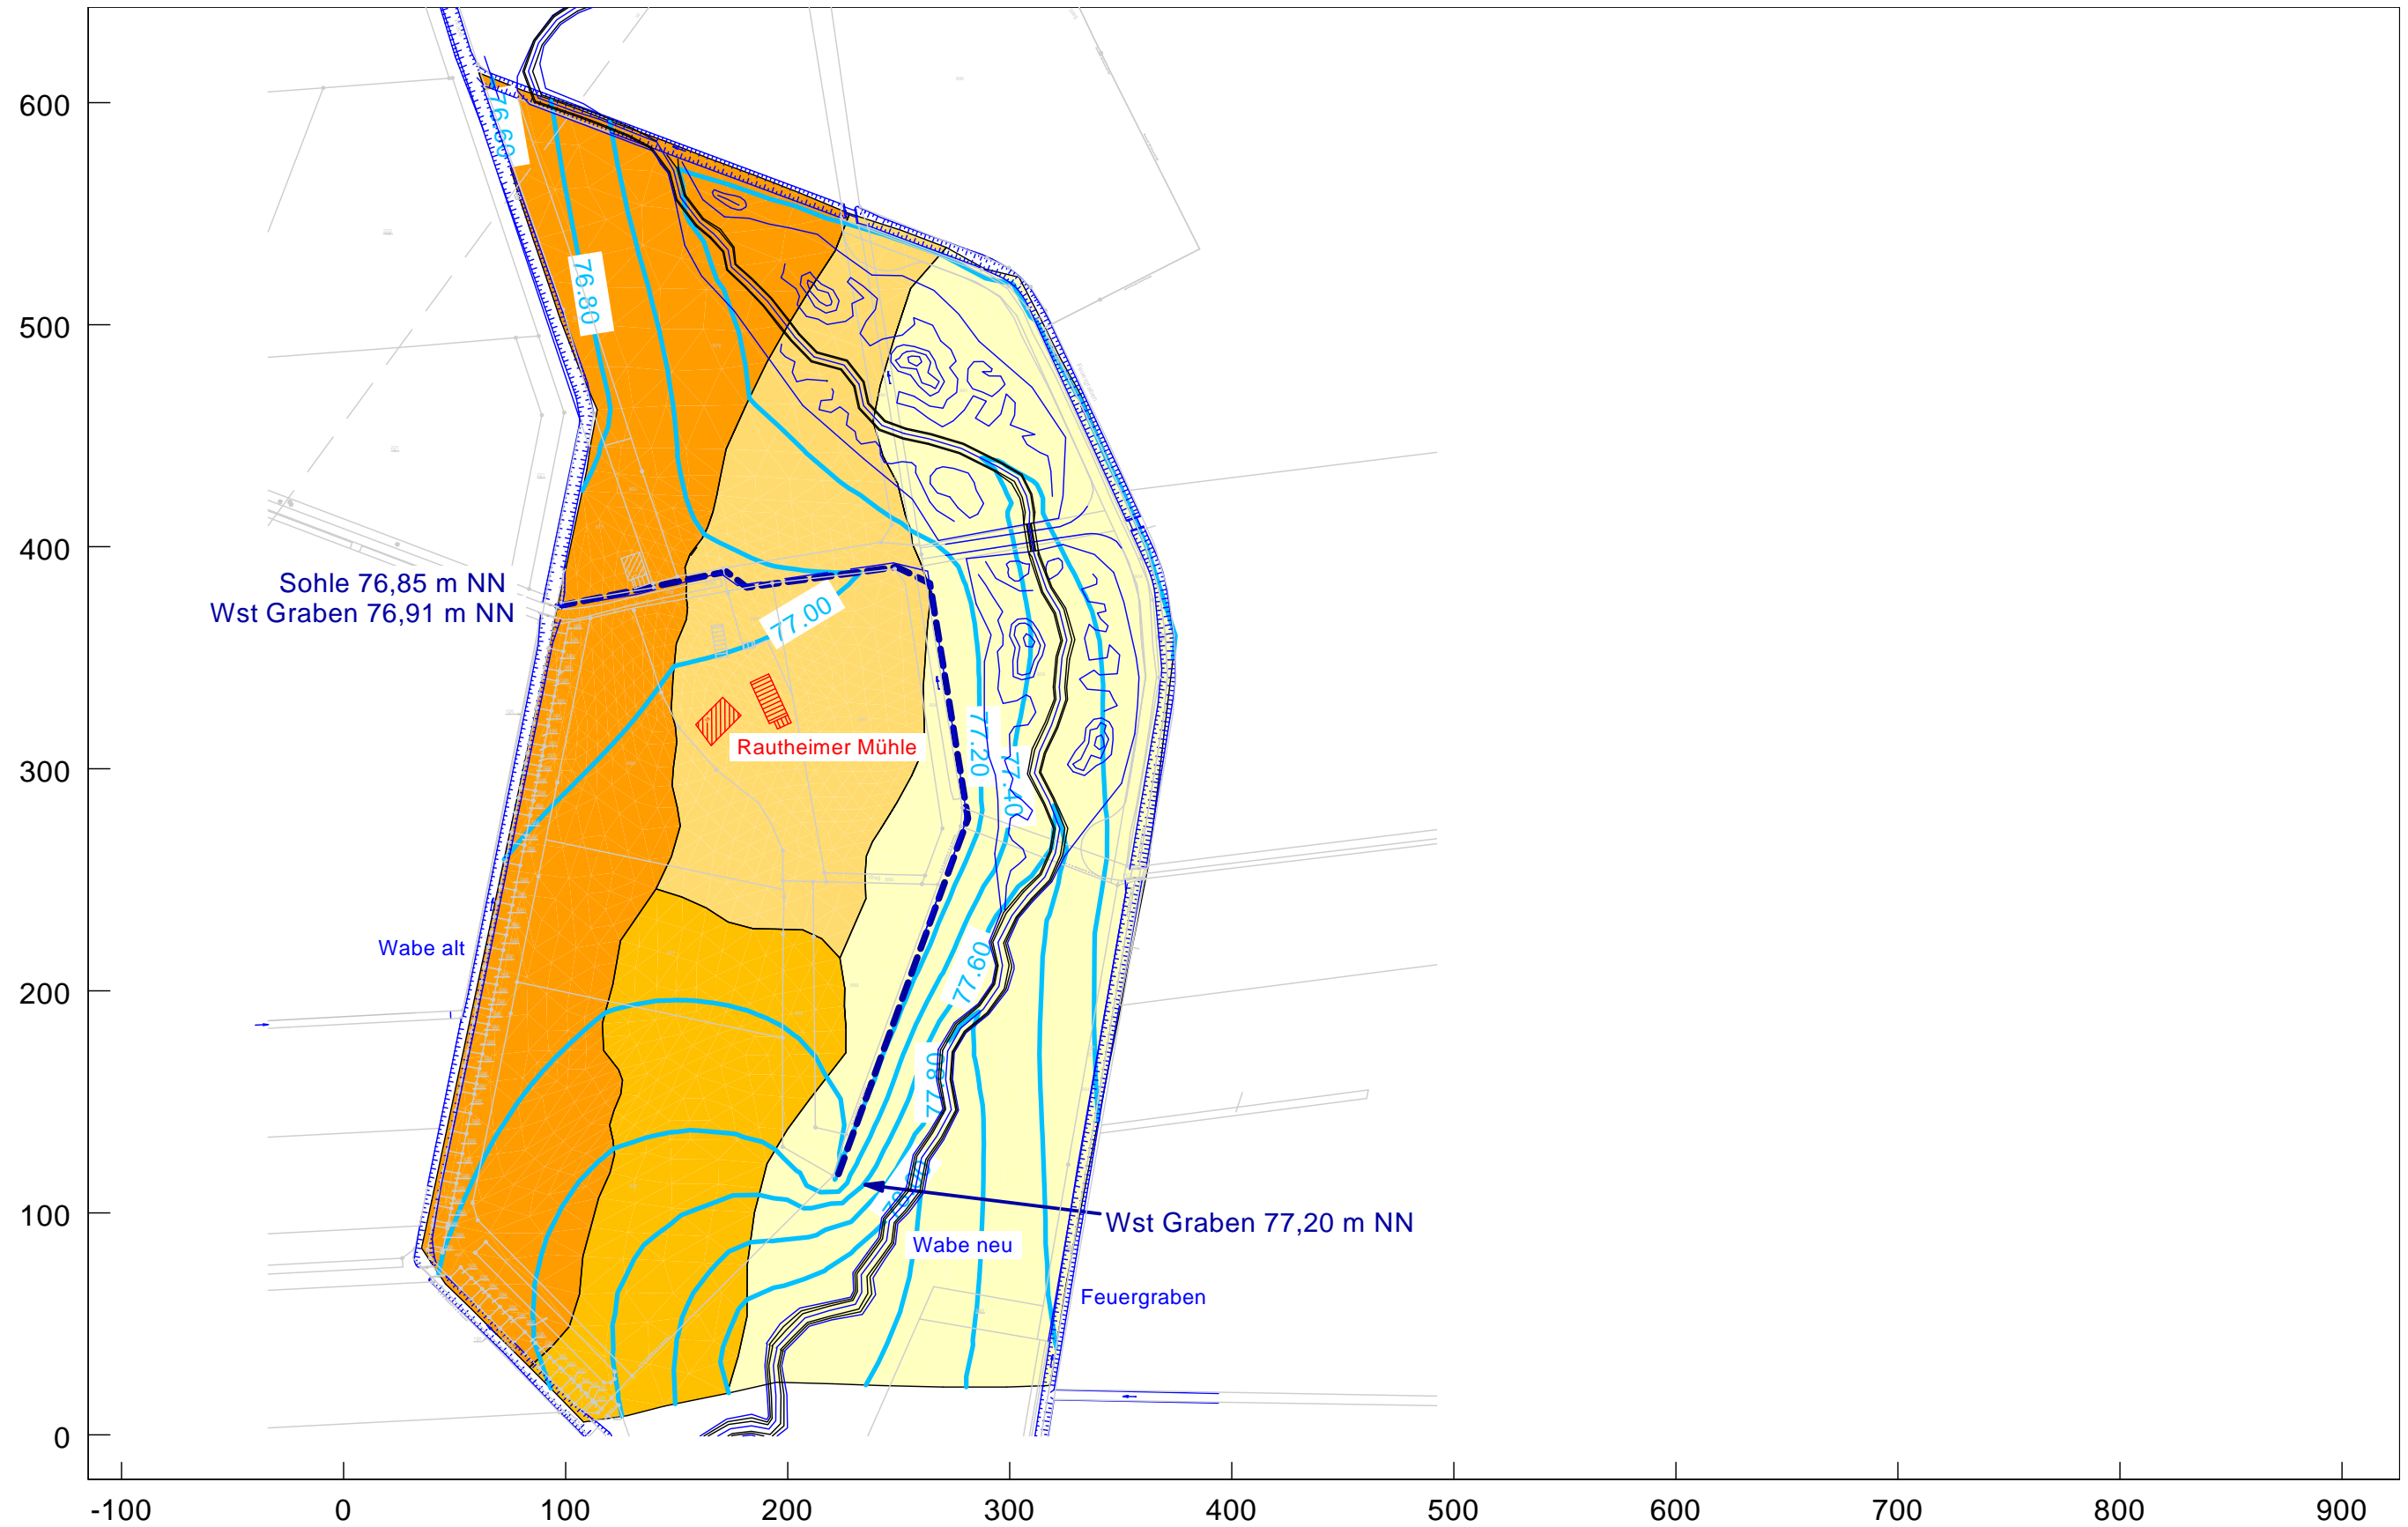 600
76.60
500
76.80
400
Sohle 76,85 m NN
Wst Graben 76,91 m NN
77.00
300
Rautheimer Mühle
77.20
77.40
Wabe alt
77.60
200
77.80
100
Wst Graben 77,20 m NN
Wabe neu
Feuergraben
Feuergraben
0
-100 0 100 200 300 400 500 600 700 800 900